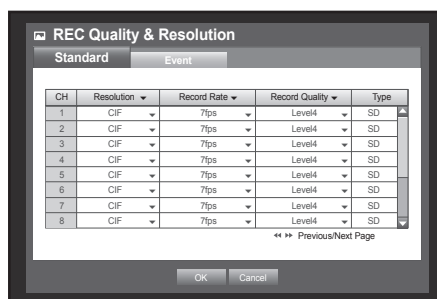 REC Quality & Resolution
Standard Event
CH Resolution Record Rate Record Quality Type
1 CIF 7fps Level4 SD
2 CIF 7fps Level4 SD
3 CIF 7fps Level4 SD
4 CIF 7fps Level4 SD
5 CIF 7fps Level4 SD
6 CIF 7fps Level4 SD
7 CIF 7fps Level4 SD
8 CIF 7fps Level4 SD
Previous/Next Page
OK Cancel